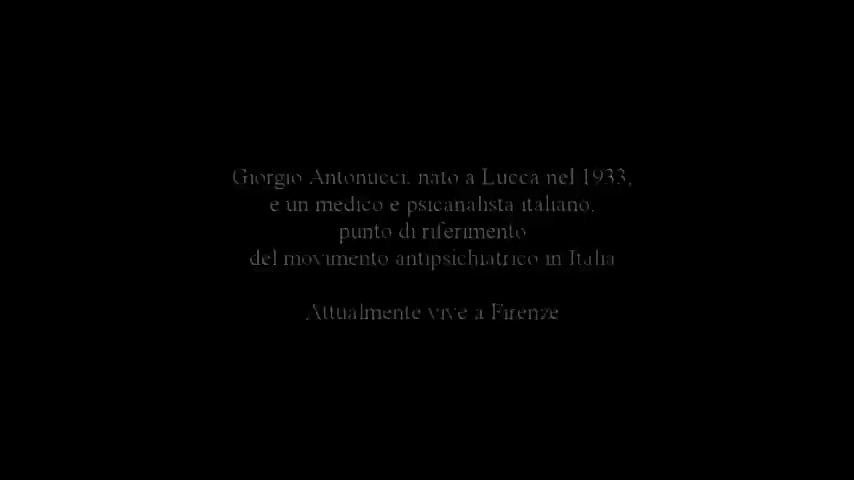 Giorgio Antonucci, nato a Lucca nel 1933,
è un medico e psicanalista italiano,
punto di riferimento
del movimento antipsichiatrico in Italia
Attualmente vive a Firenze